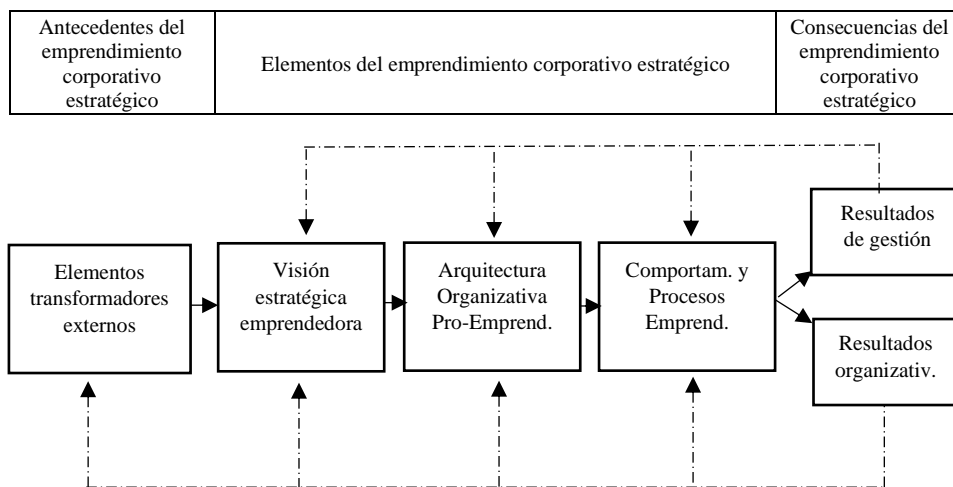 Antecedentes del
emprendimiento
corporativo
estratégico
Elementos del emprendimiento corporativo estratégico
Consecuencias del
emprendimiento
corporativo
estratégico
Elementos
transformadores
externos
Visión
estratégica
emprendedora
Arquitectura
Organizativa
Pro-Emprend.
Comportam. y
Procesos
Emprend.
Resultados
de gestión
Resultados
organizativ.